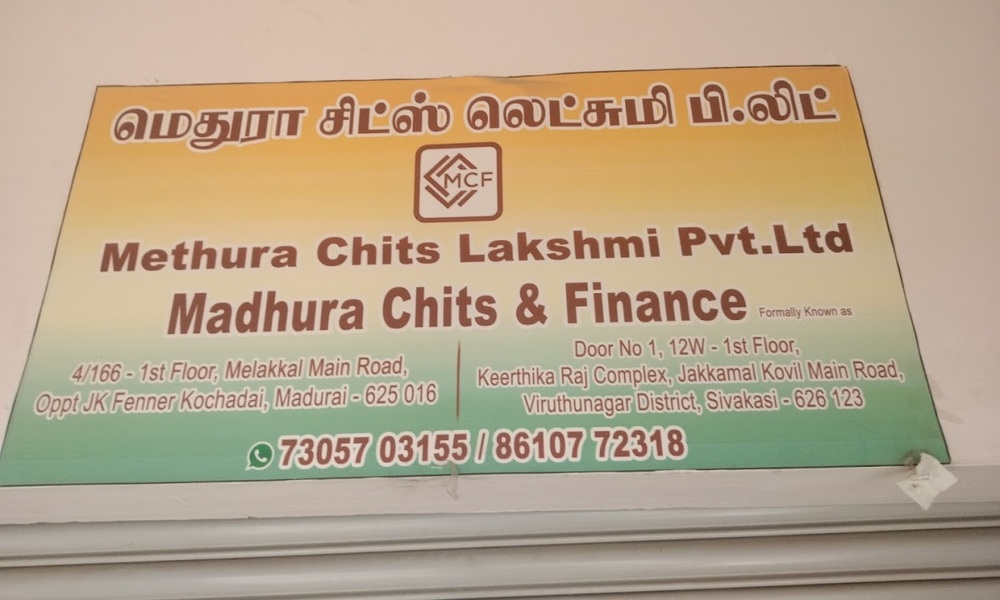 மெதுரா சிட்ஸ் லெட்சுமி பி.லிட்
MCF
Methura Chits Lakshmi Pvt.Ltd
Madhura Chits & Finance Formally Known as
4/166 - 1st Floor, Melakkal Main Road,
Oppt JK Fenner Kochadai, Madurai - 625 016
Door No 1, 12W - 1st Floor,
Keerthika Raj Complex, Jakkamal Kovil Main Road,
Viruthunagar District, Sivakasi - 626 123
73057 03155 / 86107 72318